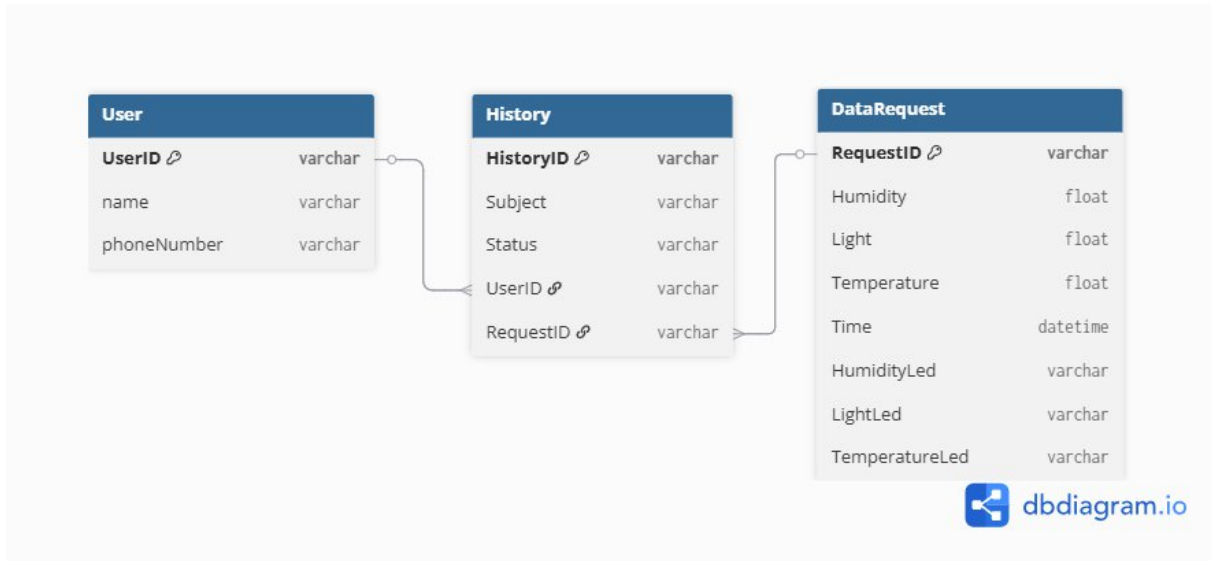 User
UserID varchar
name varchar
phoneNumber varchar
History
HistoryID varchar
Subject varchar
Status varchar
UserID varchar
RequestID varchar
DataRequest
RequestID varchar
Humidity float
Light float
Temperature float
Time datetime
HumidityLed varchar
LightLed varchar
TemperatureLed varchar
dbdiagram.io